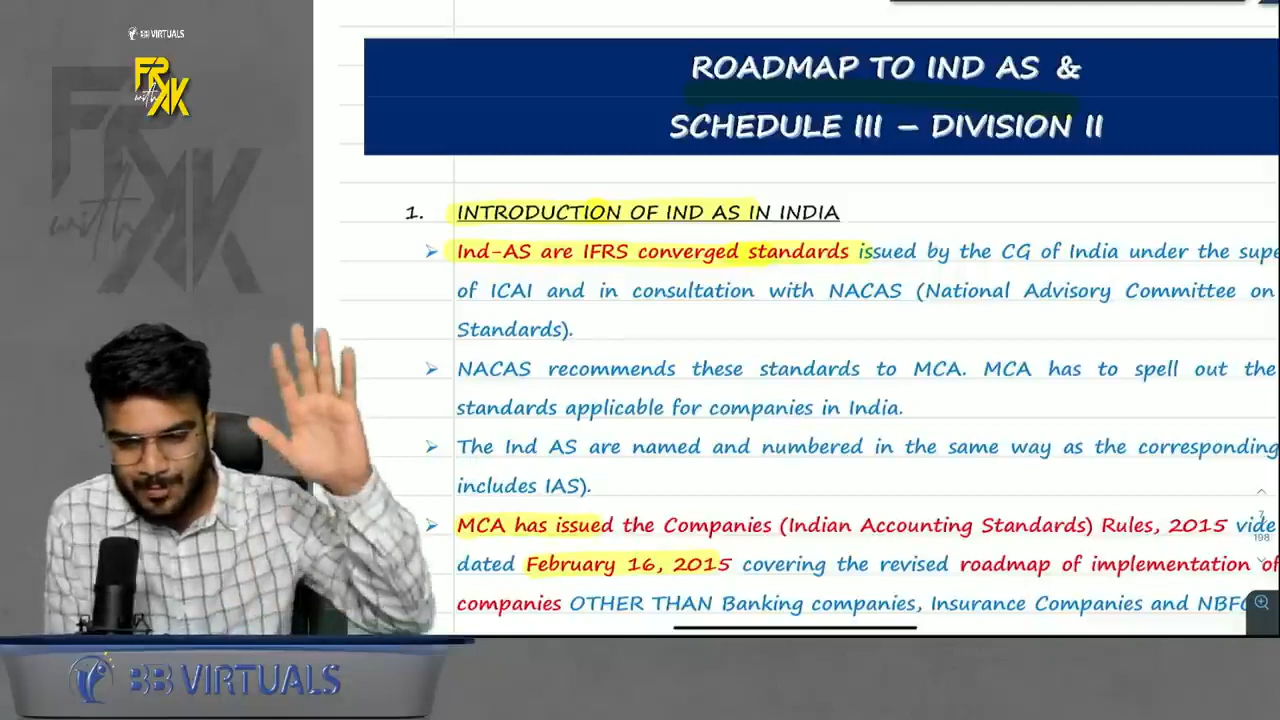 BB VIRTUALS
FR
with
AK
ROADMAP TO IND AS &
SCHEDULE III – DIVISION II
1. INTRODUCTION OF IND AS IN INDIA
➢ Ind-AS are IFRS converged standards issued by the CG of India under the supe
of ICAI and in consultation with NACAS (National Advisory Committee on
Standards).
➢ NACAS recommends these standards to MCA. MCA has to spell out the
standards applicable for companies in India.
➢ The Ind AS are named and numbered in the same way as the corresponding
includes IAS).
➢ MCA has issued the Companies (Indian Accounting Standards) Rules, 2015 vide
dated February 16, 2015 covering the revised roadmap of implementation of
companies OTHER THAN Banking companies, Insurance Companies and NBFC
7
198
BB VIRTUALS